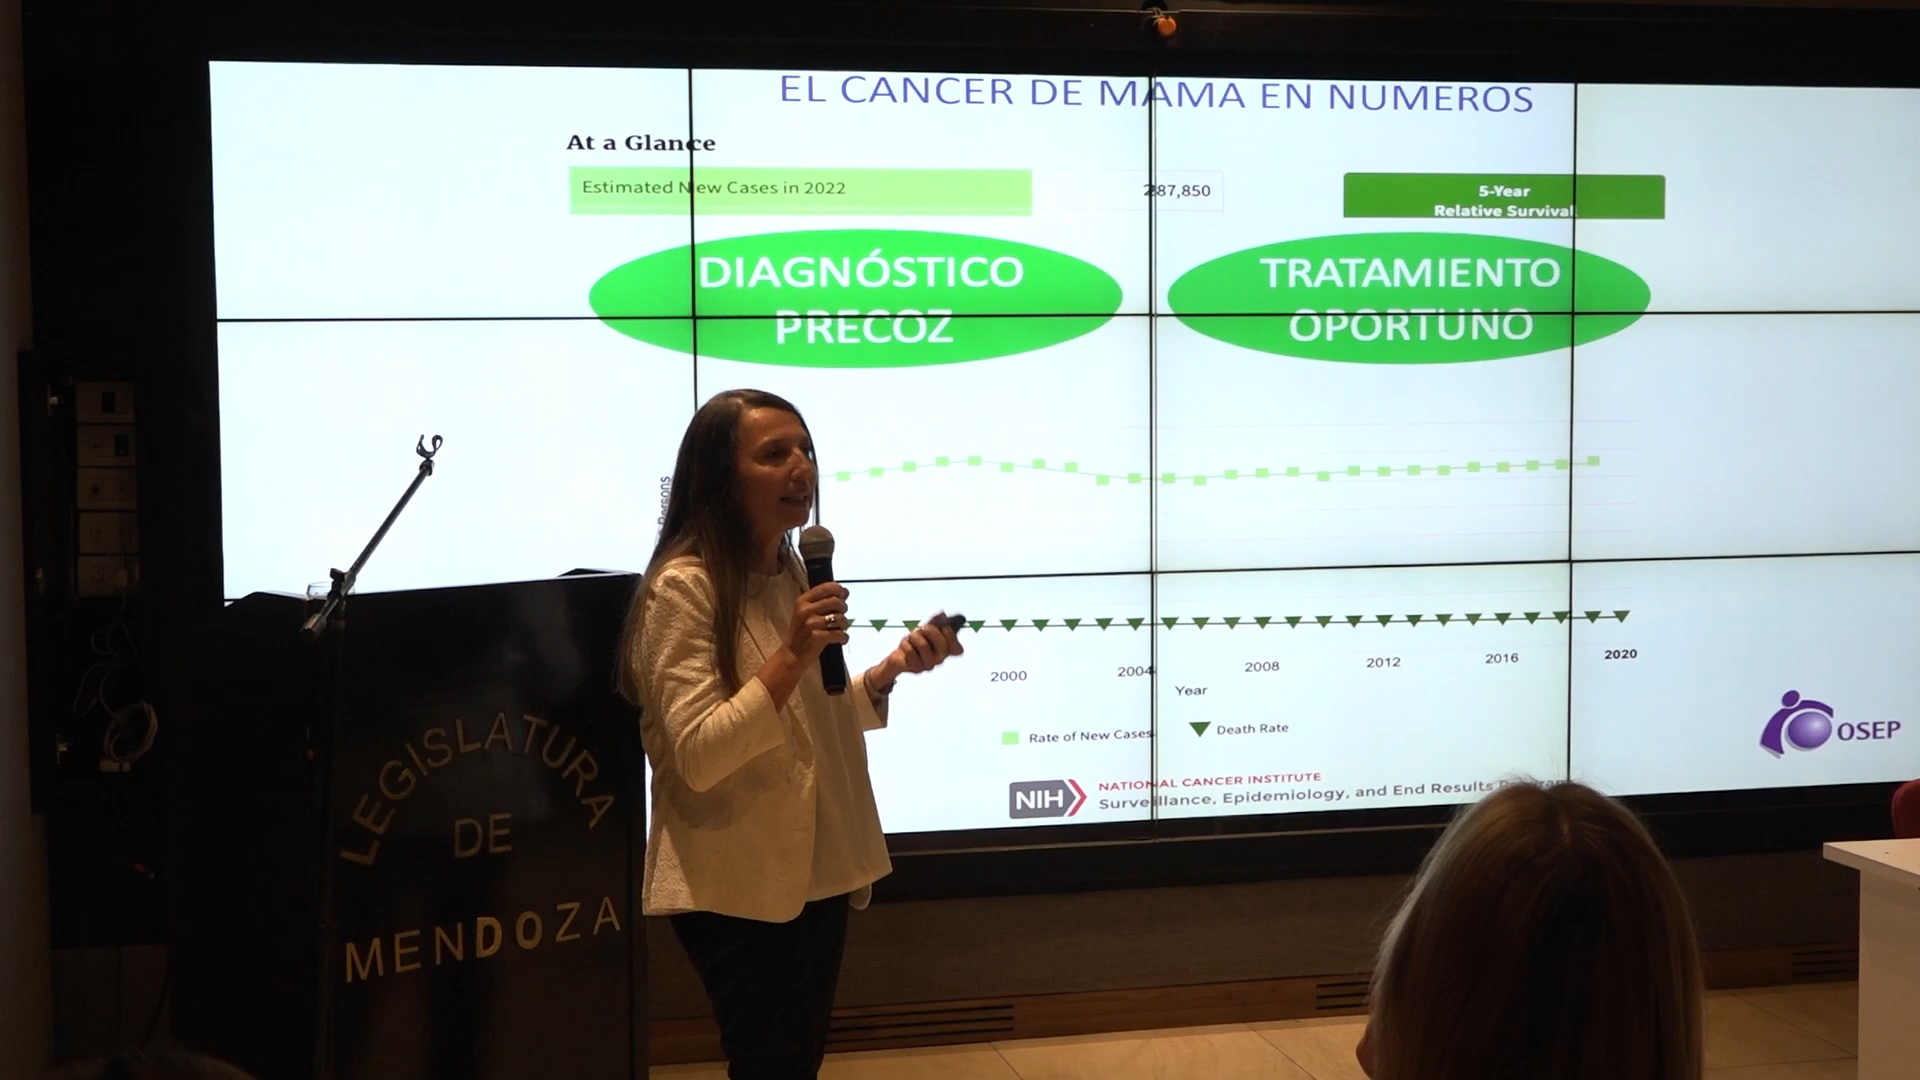 EL CANCER DE MAMA EN NUMEROS
At a Glance
Estimated New Cases in 2022
287,850
5-Year
Relative Survival
DIAGNÓSTICO
PRECOZ
TRATAMIENTO
OPORTUNO
Persons
2000
2004
2008
2012
2016
2020
Year
Rate of New Cases
Death Rate
NIH
NATIONAL CANCER INSTITUTE
Surveillance, Epidemiology, and End Results Program
OSEP
LEGISLATURA
DE
MENDOZA